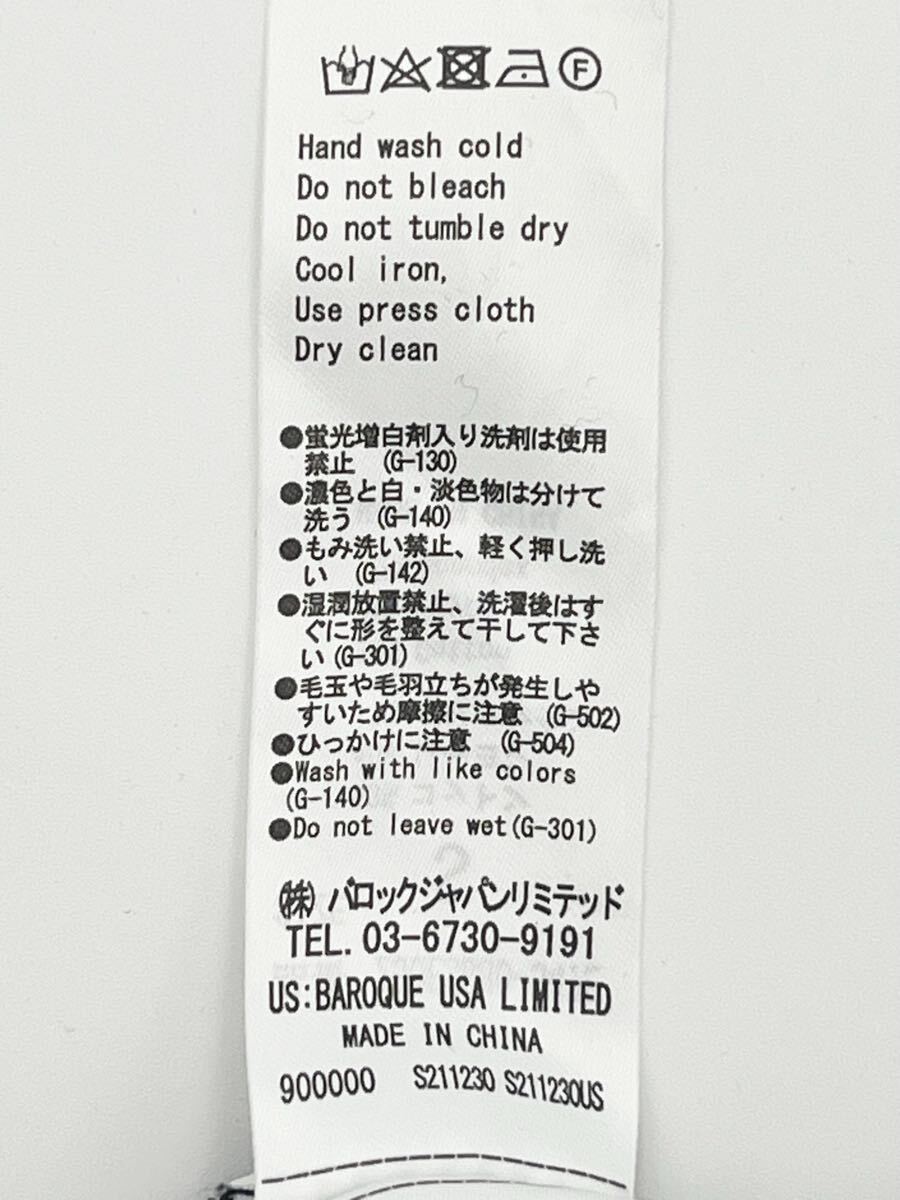 F
Hand wash cold
Do not bleach
Do not tumble dry
Cool iron,
Use press cloth
Dry clean
●蛍光増白剤入り洗剤は使用
禁止 (G-130)
●濃色と白・淡色物は分けて
洗う (G-140)
●もみ洗い禁止、軽く押し洗
い (G-142)
●湿潤放置禁止、洗濯後はす
ぐに形を整えて干して下さ
い(G-301)
●毛玉や毛羽立ちが発生しや
すいため摩擦に注意 (G-502)
●ひっかけに注意 (G-504)
●Wash with like colors
(G-140)
●Do not leave wet(G-301)
㈱バロックジャパンリミテッド
TEL. 03-6730-9191
US:BAROQUE USA LIMITED
MADE IN CHINA
900000 S211230 S211230US